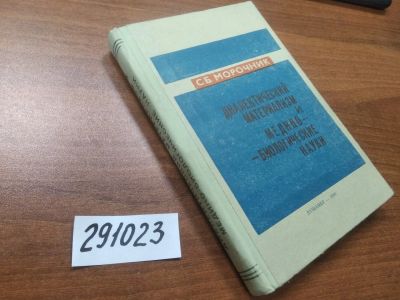 С.Б. МОРОЧНИК
ДИАЛЕКТИЧЕСКИЙ
МАТЕРИАЛИЗМ
И
МЕДИКО-
-БИОЛОГИЧЕСКИЕ
НАУКИ
291023